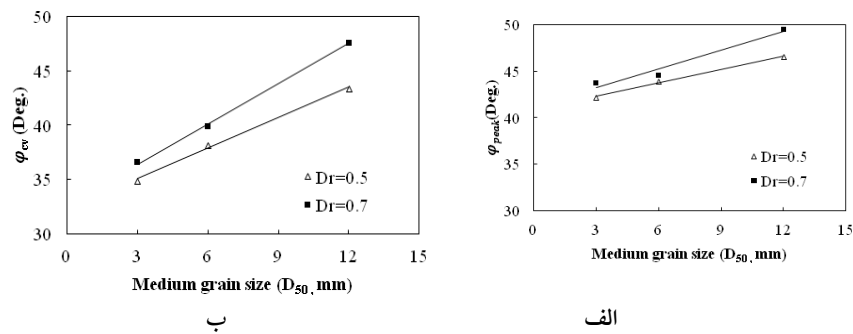 50
45
40
35
30
φcv (Deg.)
△ Dr=0.5
■ Dr=0.7
0 3 6 9 12 15
Medium grain size (D50, mm)
ب
50
45
40
35
30
φpeak(Deg.)
△ Dr=0.5
■ Dr=0.7
0 3 6 9 12 15
Medium grain size (D50, mm)
الف